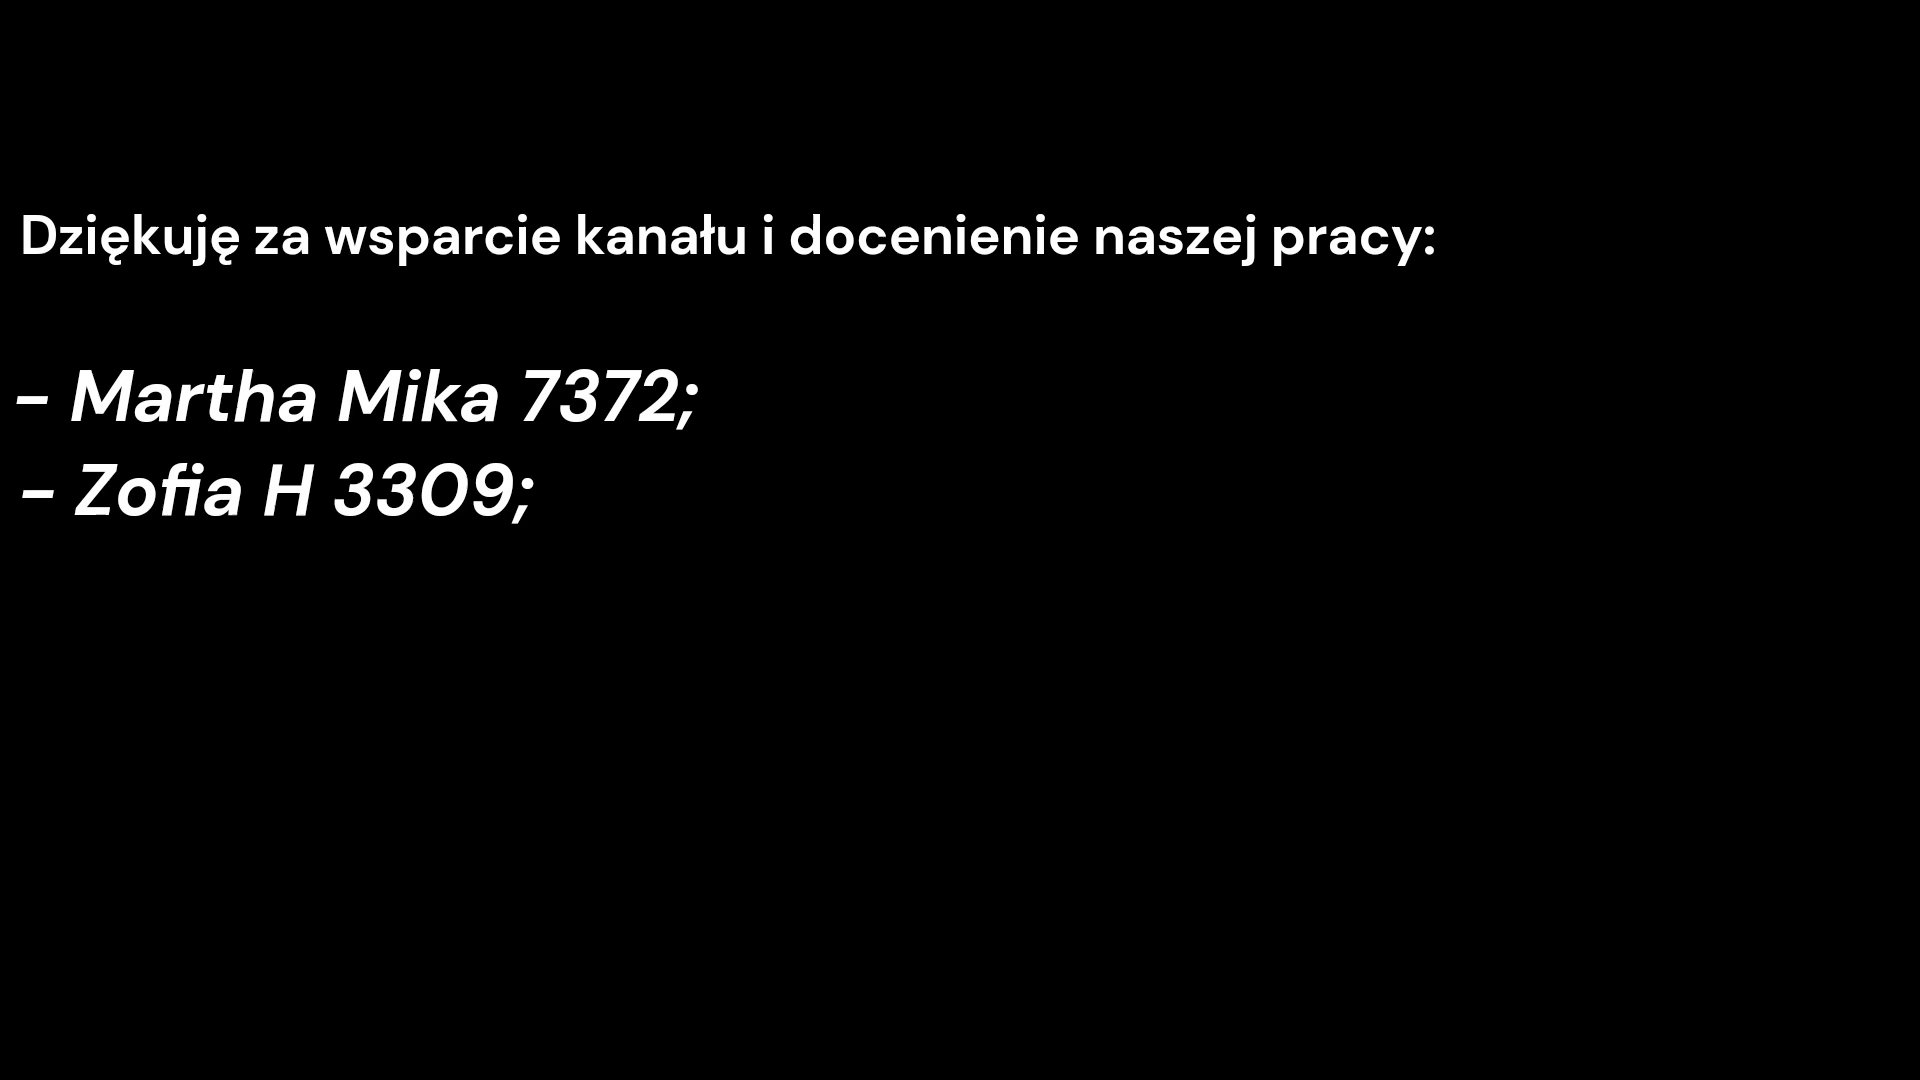 Dziękuję za wsparcie kanału i docenienie naszej pracy:
- Martha Mika 7372;
- Zofia H 3309;